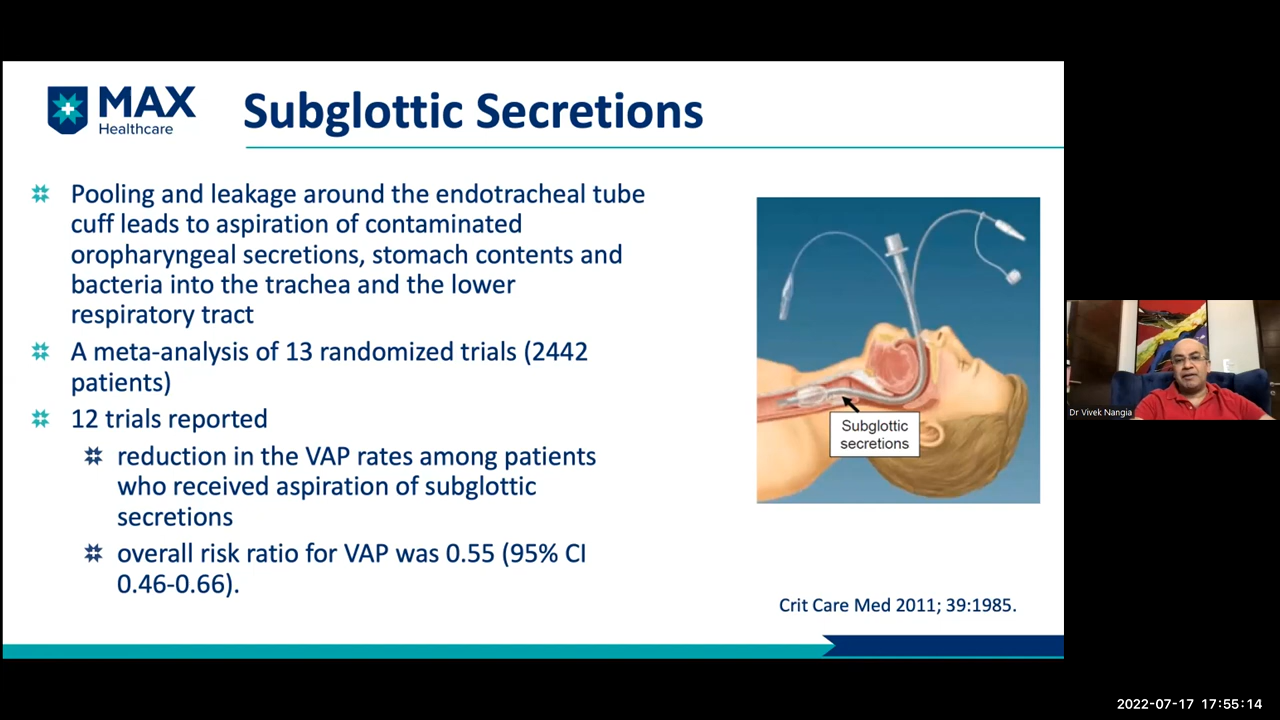 MAX
Healthcare
Subglottic Secretions
Pooling and leakage around the endotracheal tube
cuff leads to aspiration of contaminated
oropharyngeal secretions, stomach contents and
bacteria into the trachea and the lower
respiratory tract
A meta-analysis of 13 randomized trials (2442
patients)
12 trials reported
reduction in the VAP rates among patients
who received aspiration of subglottic
secretions
overall risk ratio for VAP was 0.55 (95% CI
0.46-0.66).
Subglottic
secretions
Crit Care Med 2011; 39:1985.
Dr Vivek Nangia
2022-07-17 17:55:14